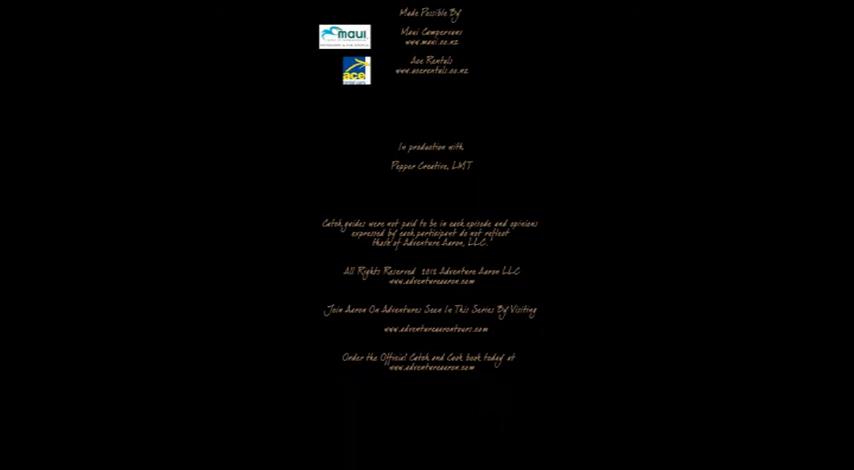 Made Possible By
maui
Maui Campervans
www.maui.co.nz
ace
Ace Rentals
www.acerentals.co.nz
In production with
Pepper Creative, LMT
Catch guides were not paid to be in each episode and opinions
expressed by each participant do not reflect
those of Adventure Aaron, LLC.
All Rights Reserved 2012 Adventure Aaron LLC
www.adventureaaron.com
Join Aaron On Adventures Seen In This Series By Visiting
www.adventureaarontours.com
Order the Official Catch and Cook book today at
www.adventureaaron.com